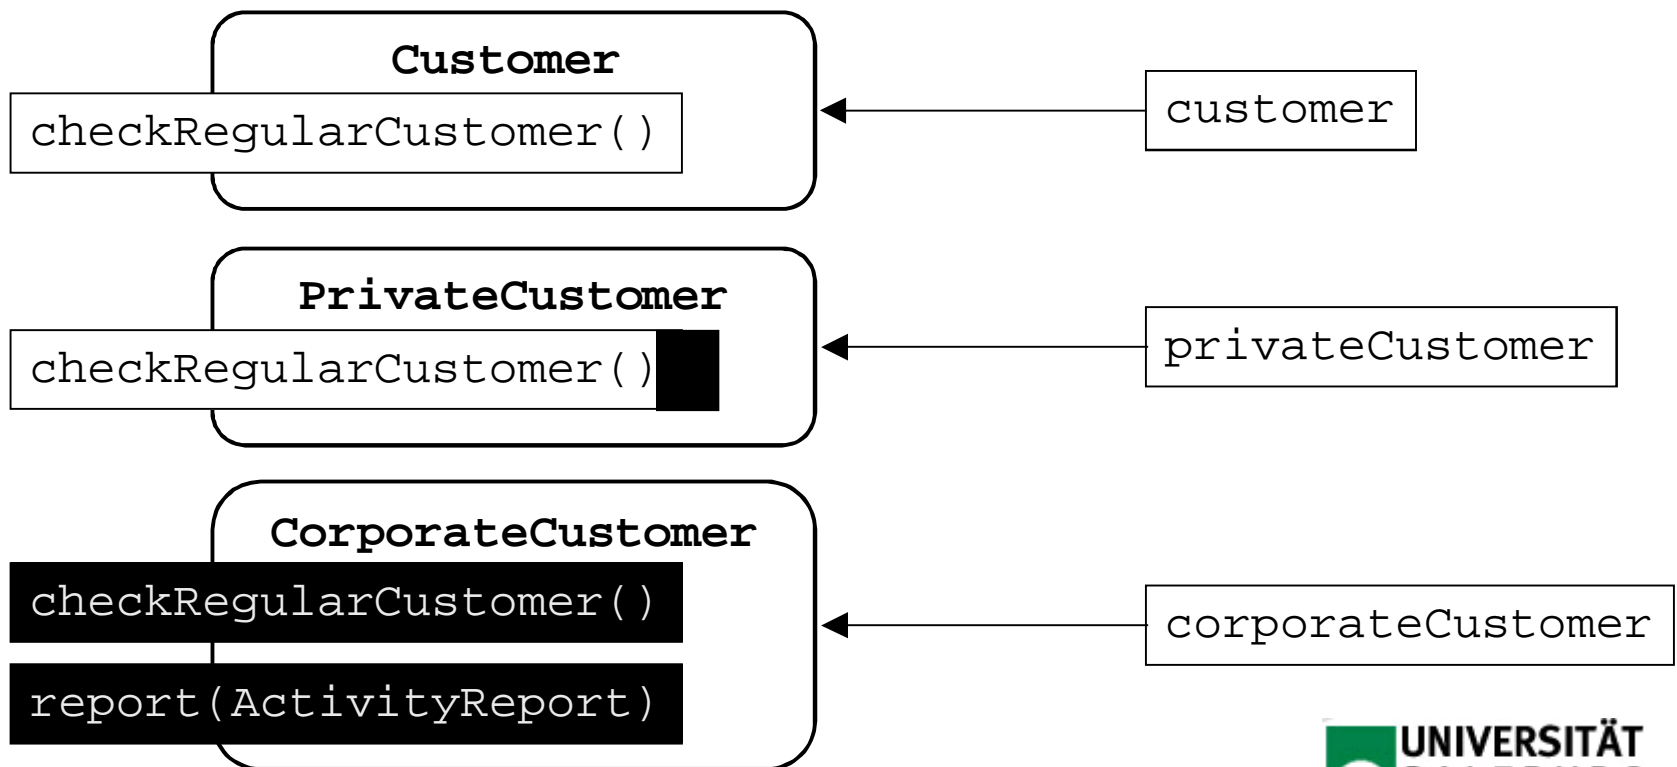 Customer
checkRegularCustomer()
customer
PrivateCustomer
checkRegularCustomer()
privateCustomer
CorporateCustomer
checkRegularCustomer()
report(ActivityReport)
corporateCustomer
UNIVERSITÄT